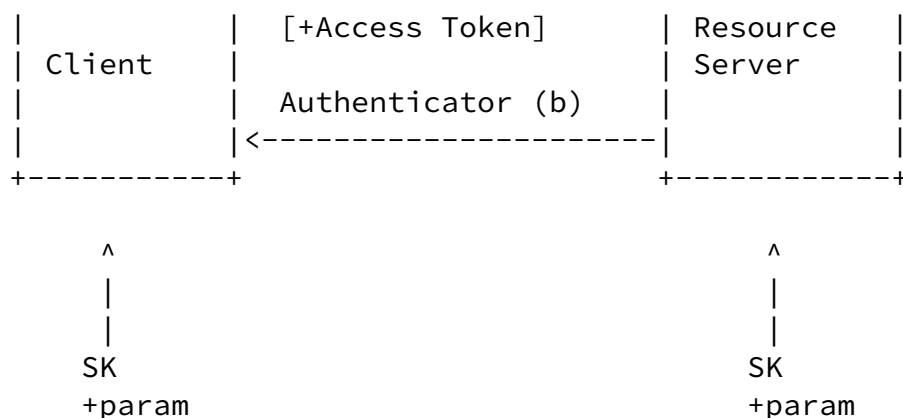 [+Access Token] Resource
Client Server
Authenticator (b)
SK SK
+param +param